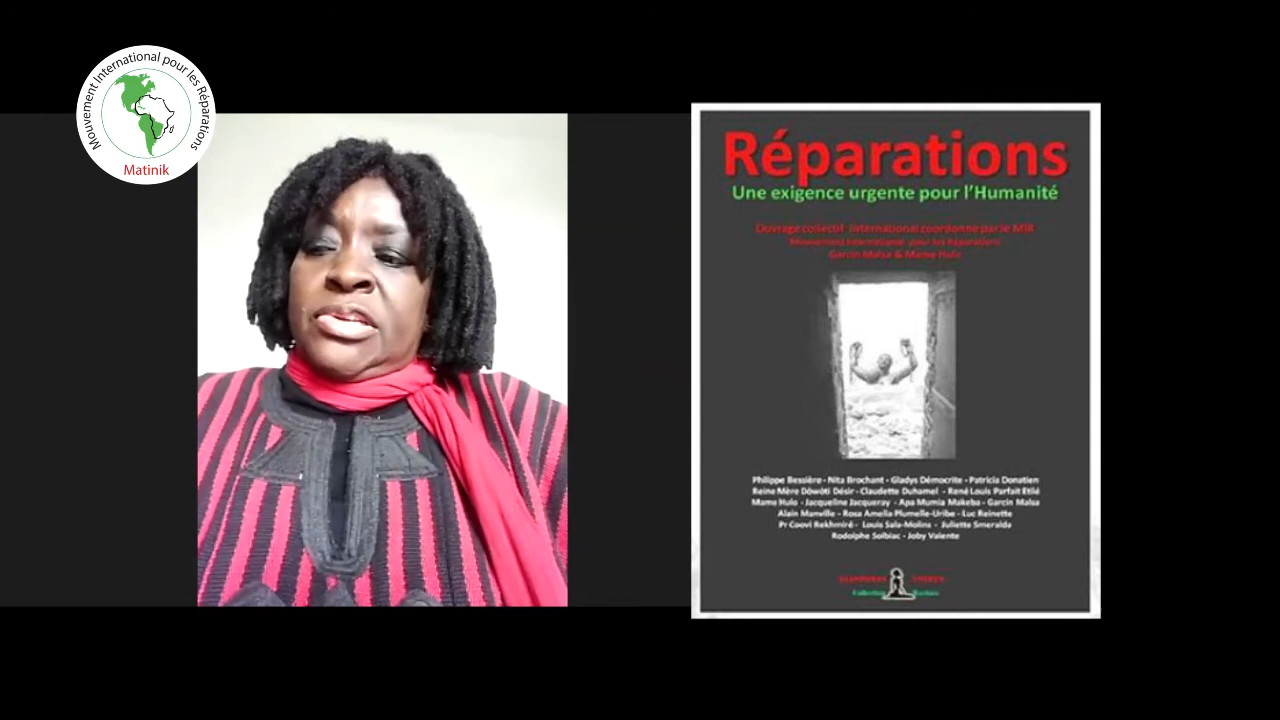 Mouvement International pour les Réparations
Matinik
Réparations
Une exigence urgente pour l'Humanité
Ouvrage collectif International coordonné par le MIR
Mouvement International pour les Réparations
Garcin Malsa & Mame Hulo
Philippe Bessière - Nita Brochant - Gladys Démocrite - Patricia Donatien
Reine Mère Dòwòti Désir - Claudette Duhamel - René Louis Parfait Etilé
Mame Hulo - Jacqueline Jacqueray - Apa Mumia Makeba - Garcin Malsa
Alain Manville - Rosa Amelia Plumelle-Uribe - Luc Reinette
Pr Coovi Rekhmiré - Louis Sala-Molins - Juliette Smeralda
Rodolphe Solbiac - Joby Valente